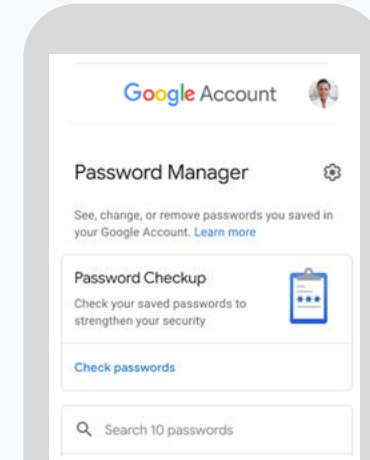 Google Account
Password Manager
See, change, or remove passwords you saved in
your Google Account. Learn more
Password Checkup
Check your saved passwords to
strengthen your security
***
Check passwords
Search 10 passwords